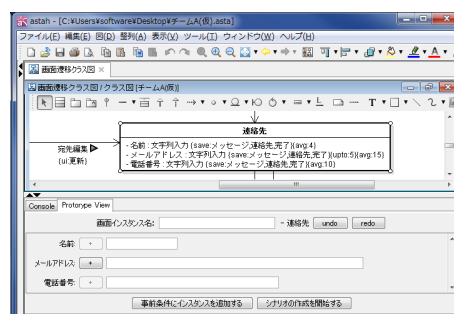 astah - [C:¥Users¥software¥Desktop¥チームA(仮).asta]
ファイル(F) 編集(E) 図(D) 整列(A) 表示(V) ツール(T) ウィンドウ(W) ヘルプ(H)
画面遷移クラス図
画面遷移クラス図 / クラス図 [チームA(仮)]
連絡先
- 名前 : 文字列入力 {save:メッセージ,連絡先,完了}{avg:4}
- メールアドレス : 文字列入力 {save:メッセージ,連絡先,完了}{upto:5}{avg:15}
- 電話番号 : 文字列入力 {save:メッセージ,連絡先,完了}{avg:10}
宛先編集 ▶
{ui:更新}
Console Prototype View
画面インスタンス名: - 連絡先 undo redo
名前: +
メールアドレス: +
電話番号: +
事前条件にインスタンスを追加する シナリオの作成を開始する